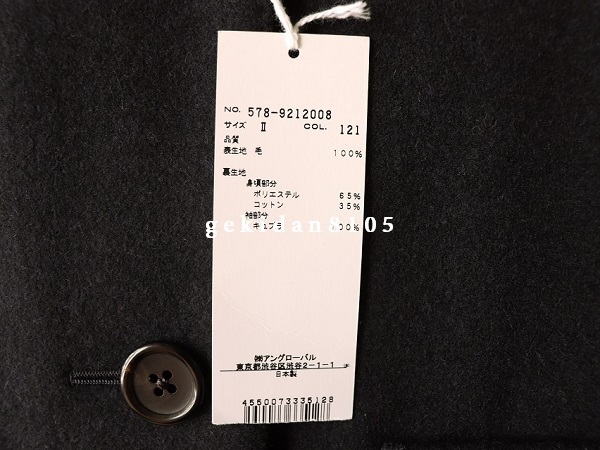 NO. 578-9212008
サイズ II COL. 121
品質
表生地 毛 100%
裏生地
身頃部分
ポリエステル 65%
コットン 35%
袖部分
キュプラ 100%
gekidan8105
㈱アングローバル
東京都渋谷区渋谷2-1-1
日本製
4550073335128